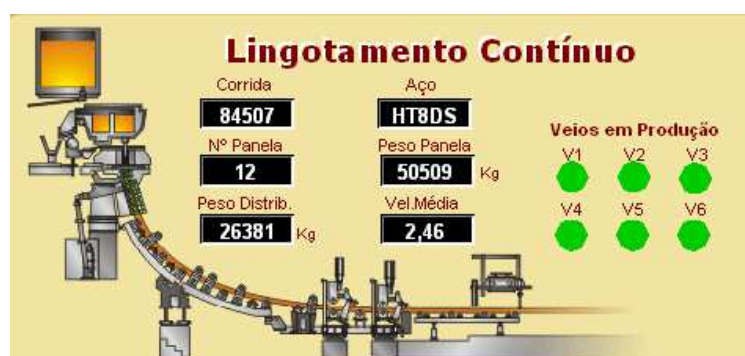 Lingotamento Contínuo
Corrida Aço
84507 HT8DS
Nº Panela Peso Panela
12 50509 Kg
Peso Distrib. Vel.Média
26381 Kg 2,46
Veios em Produção
V1 V2 V3
V4 V5 V6